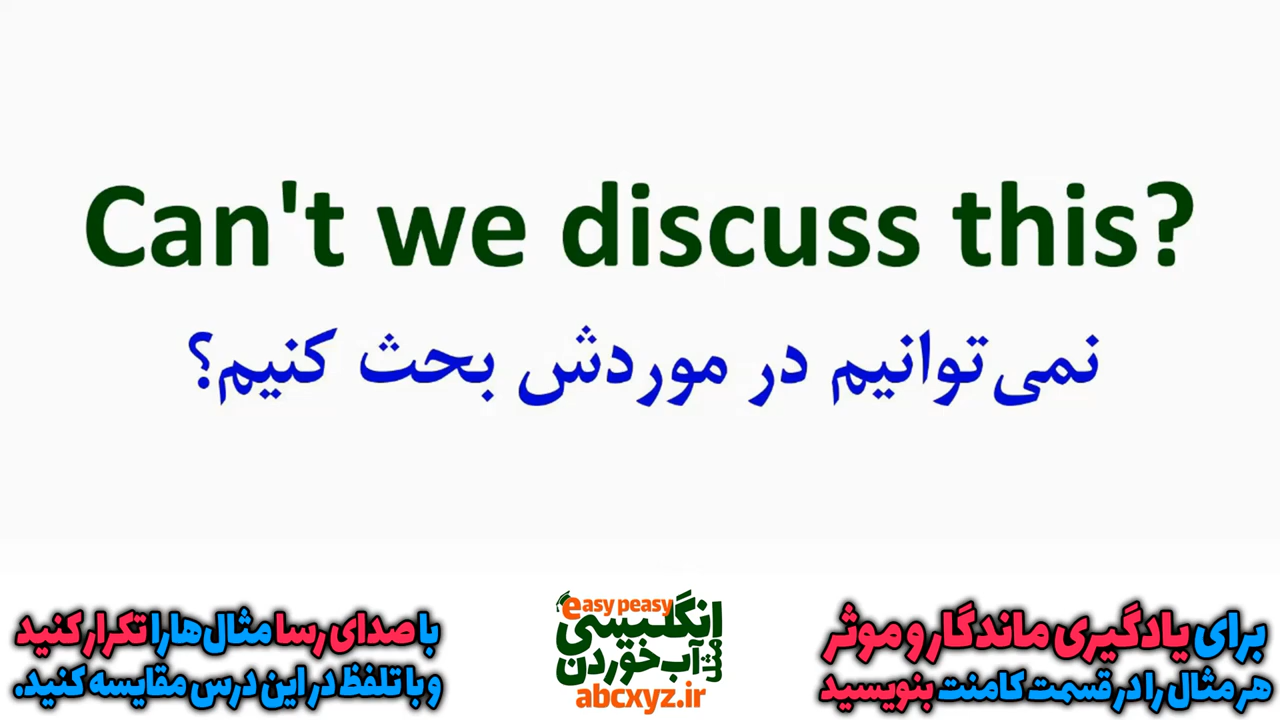 Can't we discuss this?
نمی‌توانیم در موردش بحث کنیم؟
برای یادگیری ماندگار و موثر
هر مثال را در قسمت کامنت بنویسید
easy peasy
انگلیسی
مثل آب خوردن
abcxyz.ir
با صدای رسا مثال‌ها را تکرار کنید
و با تلفظ در این درس مقایسه کنید.